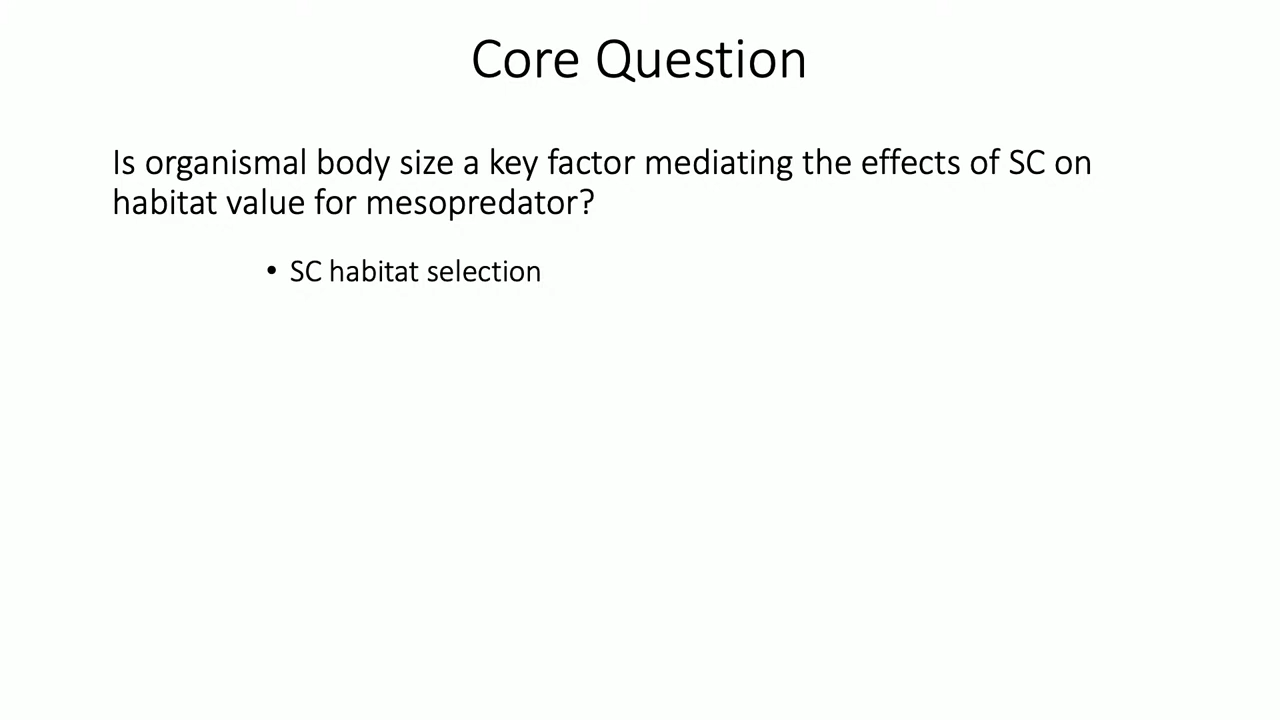 Core Question
Is organismal body size a key factor mediating the effects of SC on
habitat value for mesopredator?
• SC habitat selection